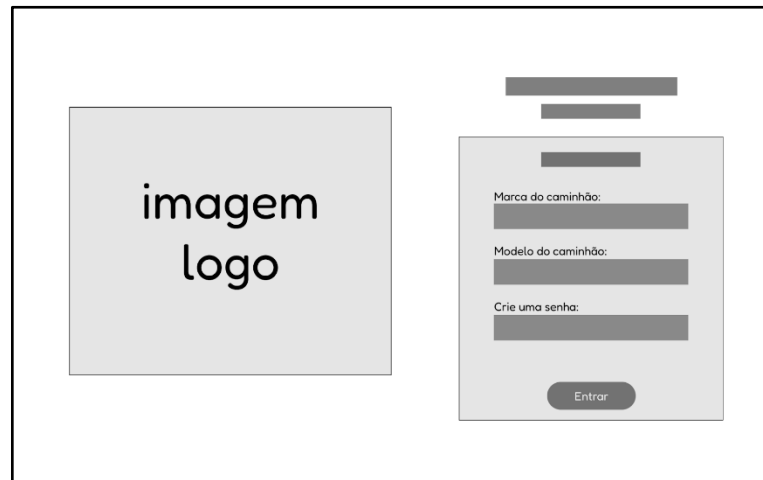 imagem
logo
Marca do caminhão:
Modelo do caminhão:
Crie uma senha:
Entrar